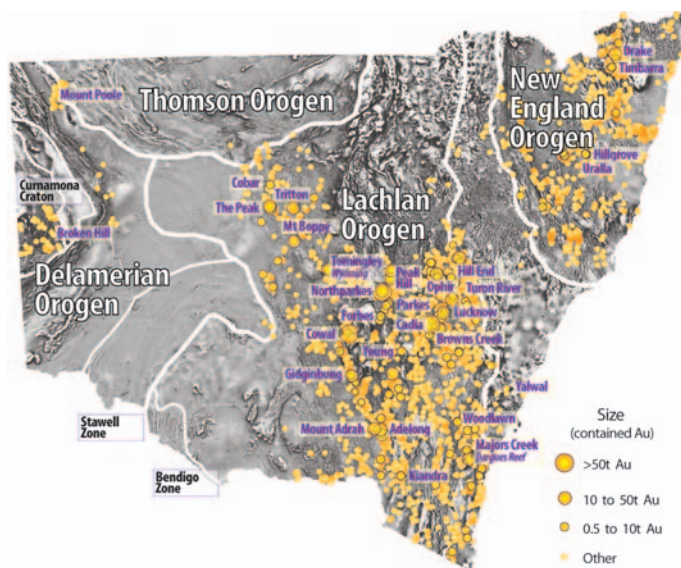 Drake
Timbarra
New
England
Orogen
Mount Poole
Thomson Orogen
Hillgrove
Uralla
Curnamona
Craton
Cobar
Tritton
The Peak
Lachlan
Orogen
Mt Boppy
Broken Hill
Delamerian
Orogen
Tomingley
Wyoming
Peak
Hill
Hill End
Northparkes
Ophir
Turon River
Parkes
Forbes
Lucknow
Cadia
Cowal
Browns Creek
Young
Gidginbung
Yalwal
Stawell
Zone
Mount Adrah
Adelong
Woodlawn
Majors Creek
Dargues Reef
Bendigo
Zone
Kiandra
Size
(contained Au)
>50t Au
10 to 50t Au
0.5 to 10t Au
Other